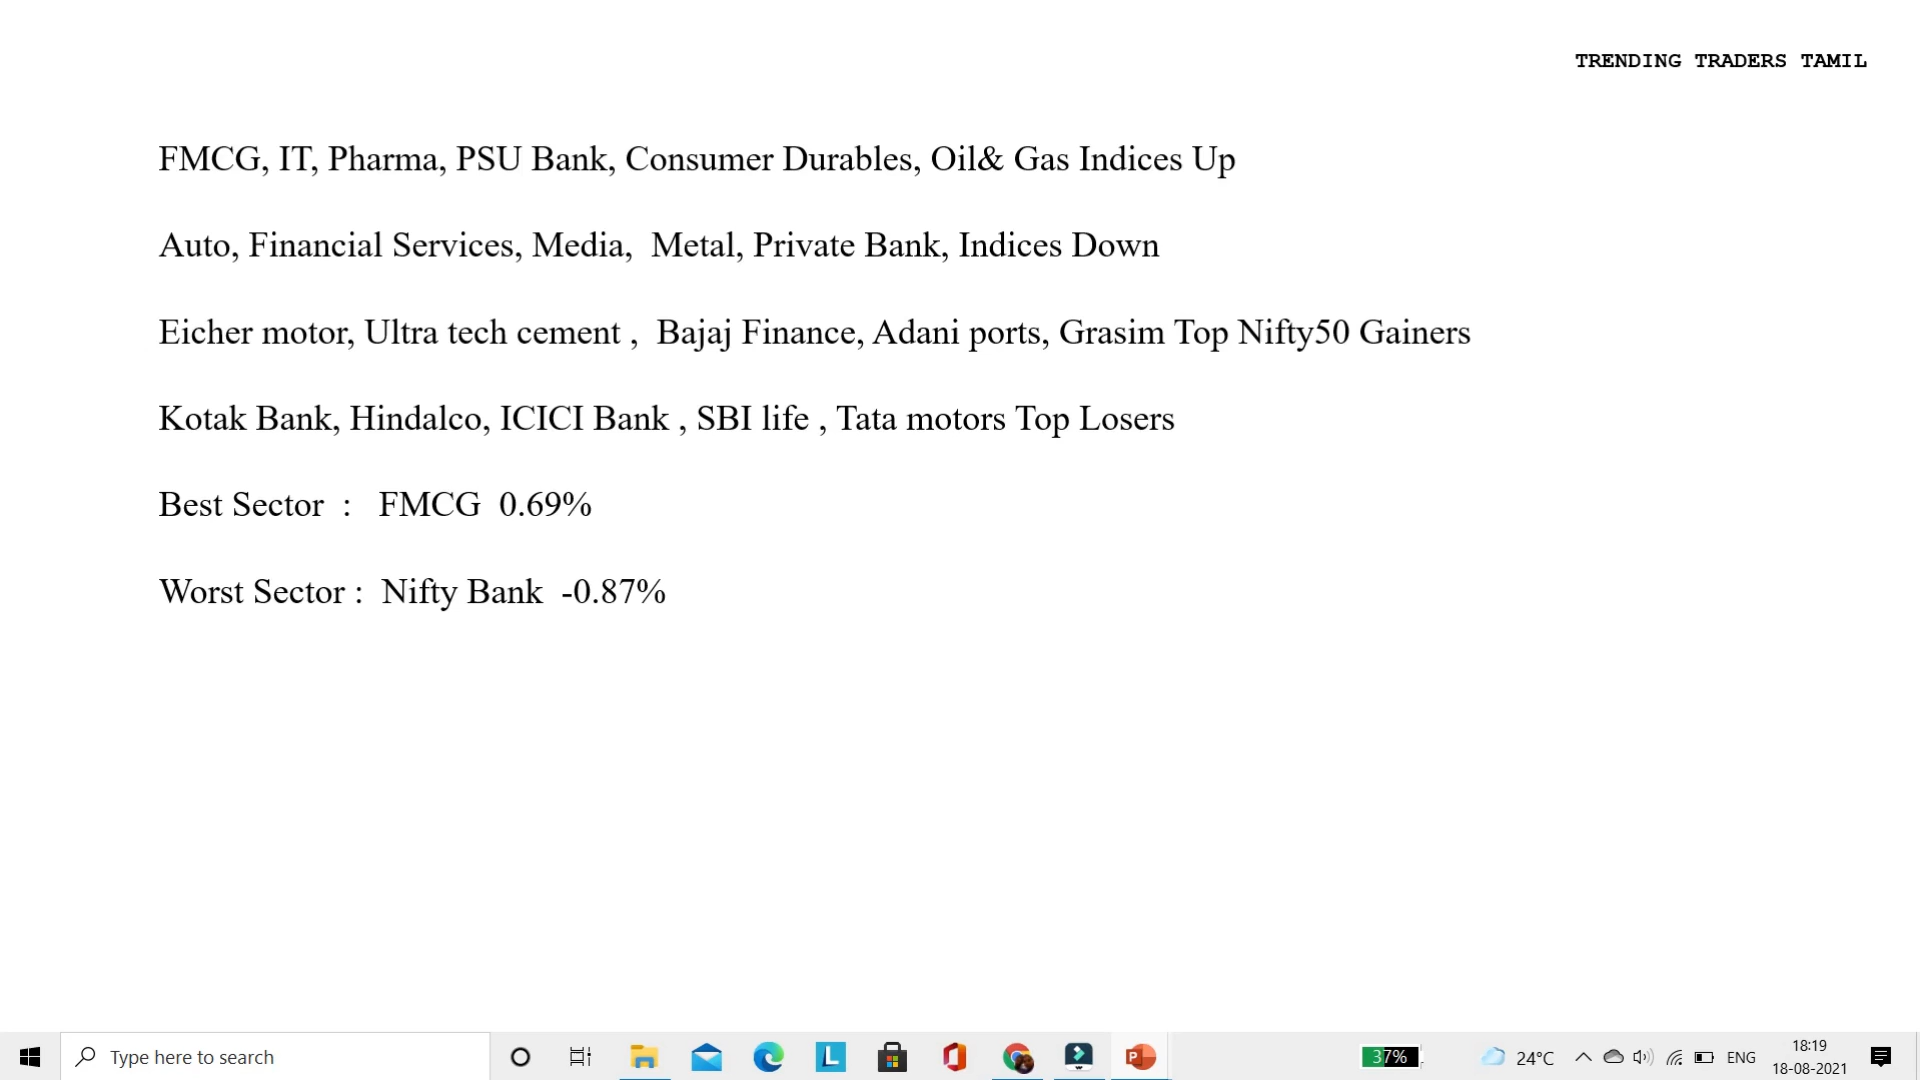 TRENDING TRADERS TAMIL
FMCG, IT, Pharma, PSU Bank, Consumer Durables, Oil& Gas Indices Up
Auto, Financial Services, Media,  Metal, Private Bank, Indices Down
Eicher motor, Ultra tech cement ,  Bajaj Finance, Adani ports, Grasim Top Nifty50 Gainers
Kotak Bank, Hindalco, ICICI Bank , SBI life , Tata motors Top Losers
Best Sector  :   FMCG  0.69%
Worst Sector :  Nifty Bank  -0.87%
Type here to search
L
P
37%
24°C
ENG
18:19
18-08-2021